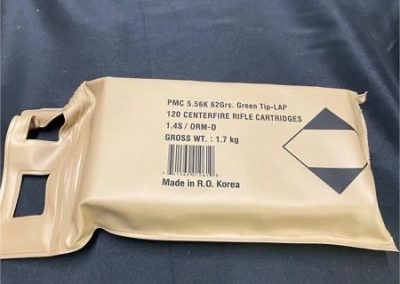 PMC 5.56K 62Grs. Green Tip-LAP
120 CENTERFIRE RIFLE CARTRIDGES
1.4S / ORM-D
GROSS WT. : 1.7 kg
Made in R.O. Korea